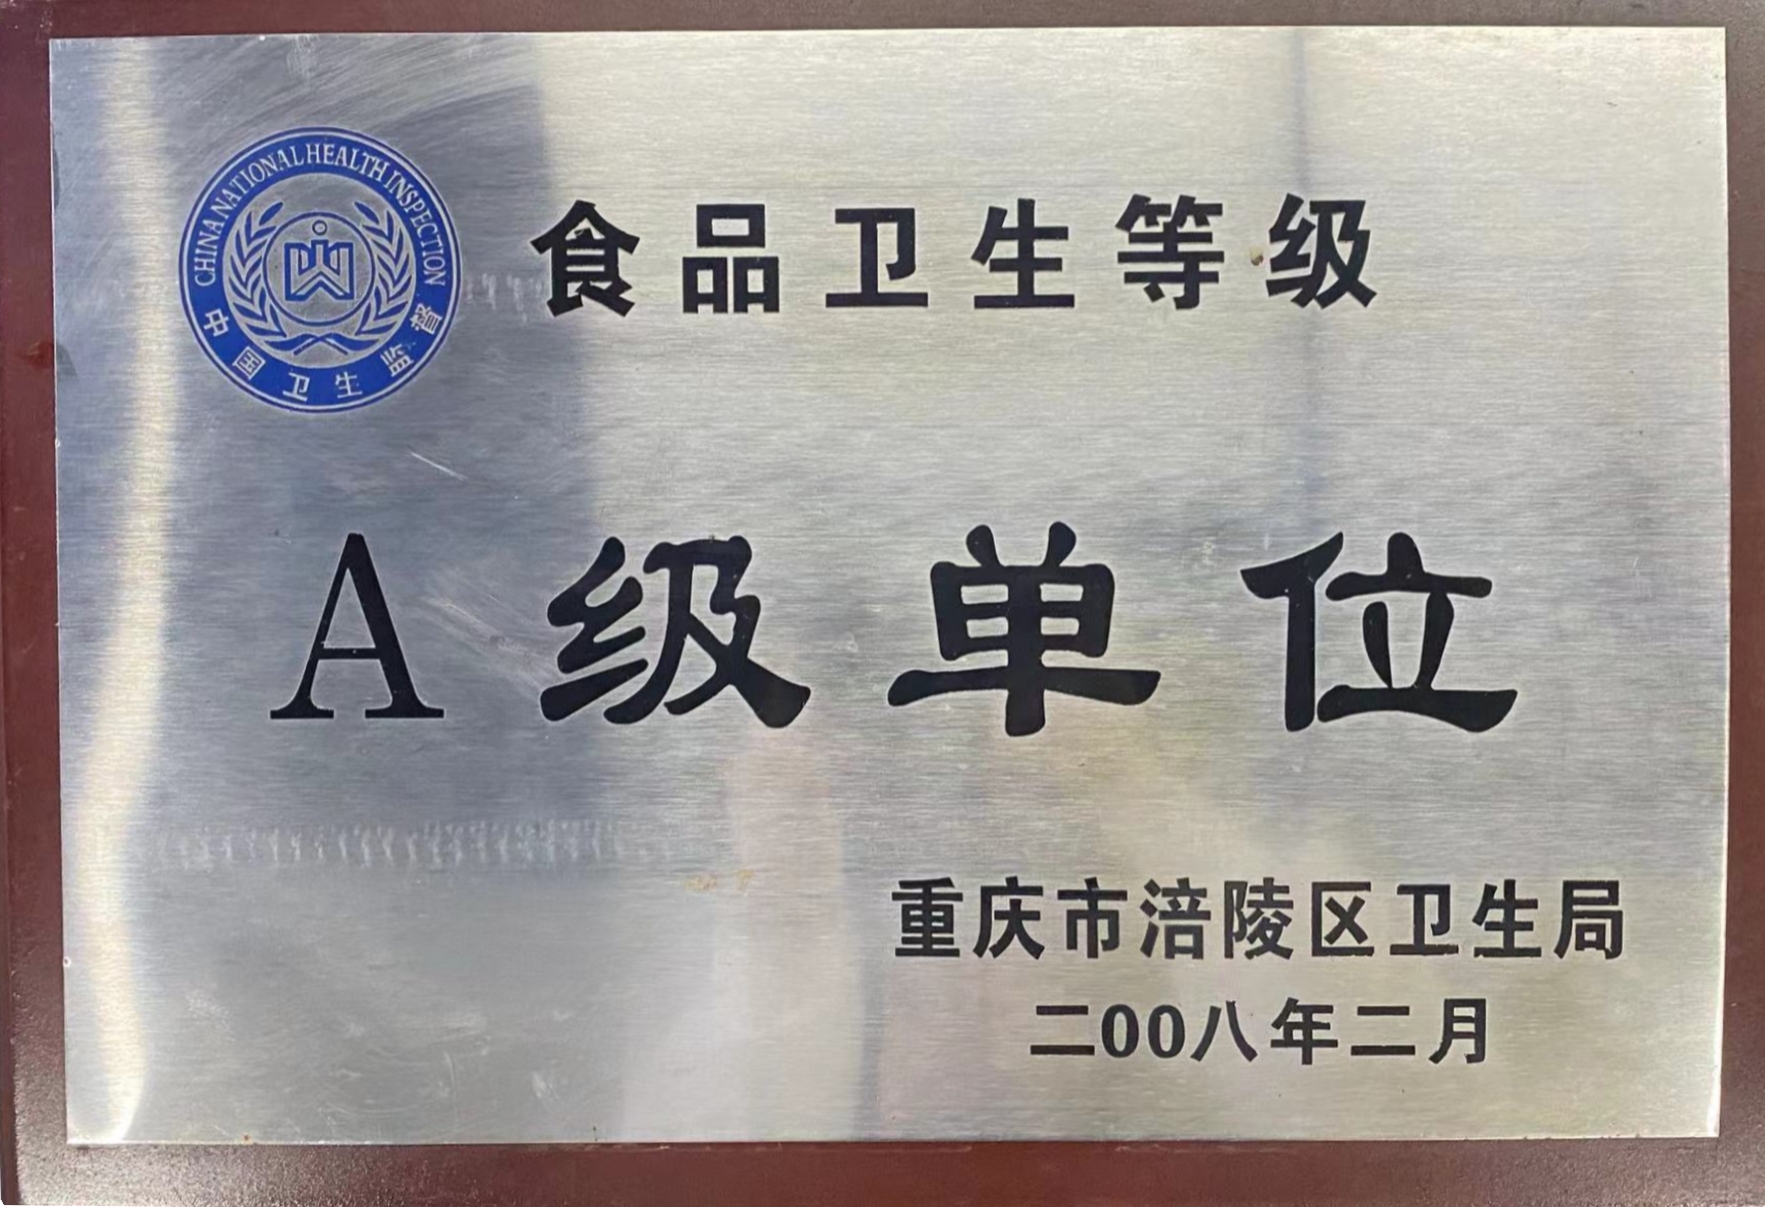 CHINA NATIONAL HEALTH INSPECTION
中国卫生监督
食品卫生等级
A级单位
重庆市涪陵区卫生局
二00八年二月